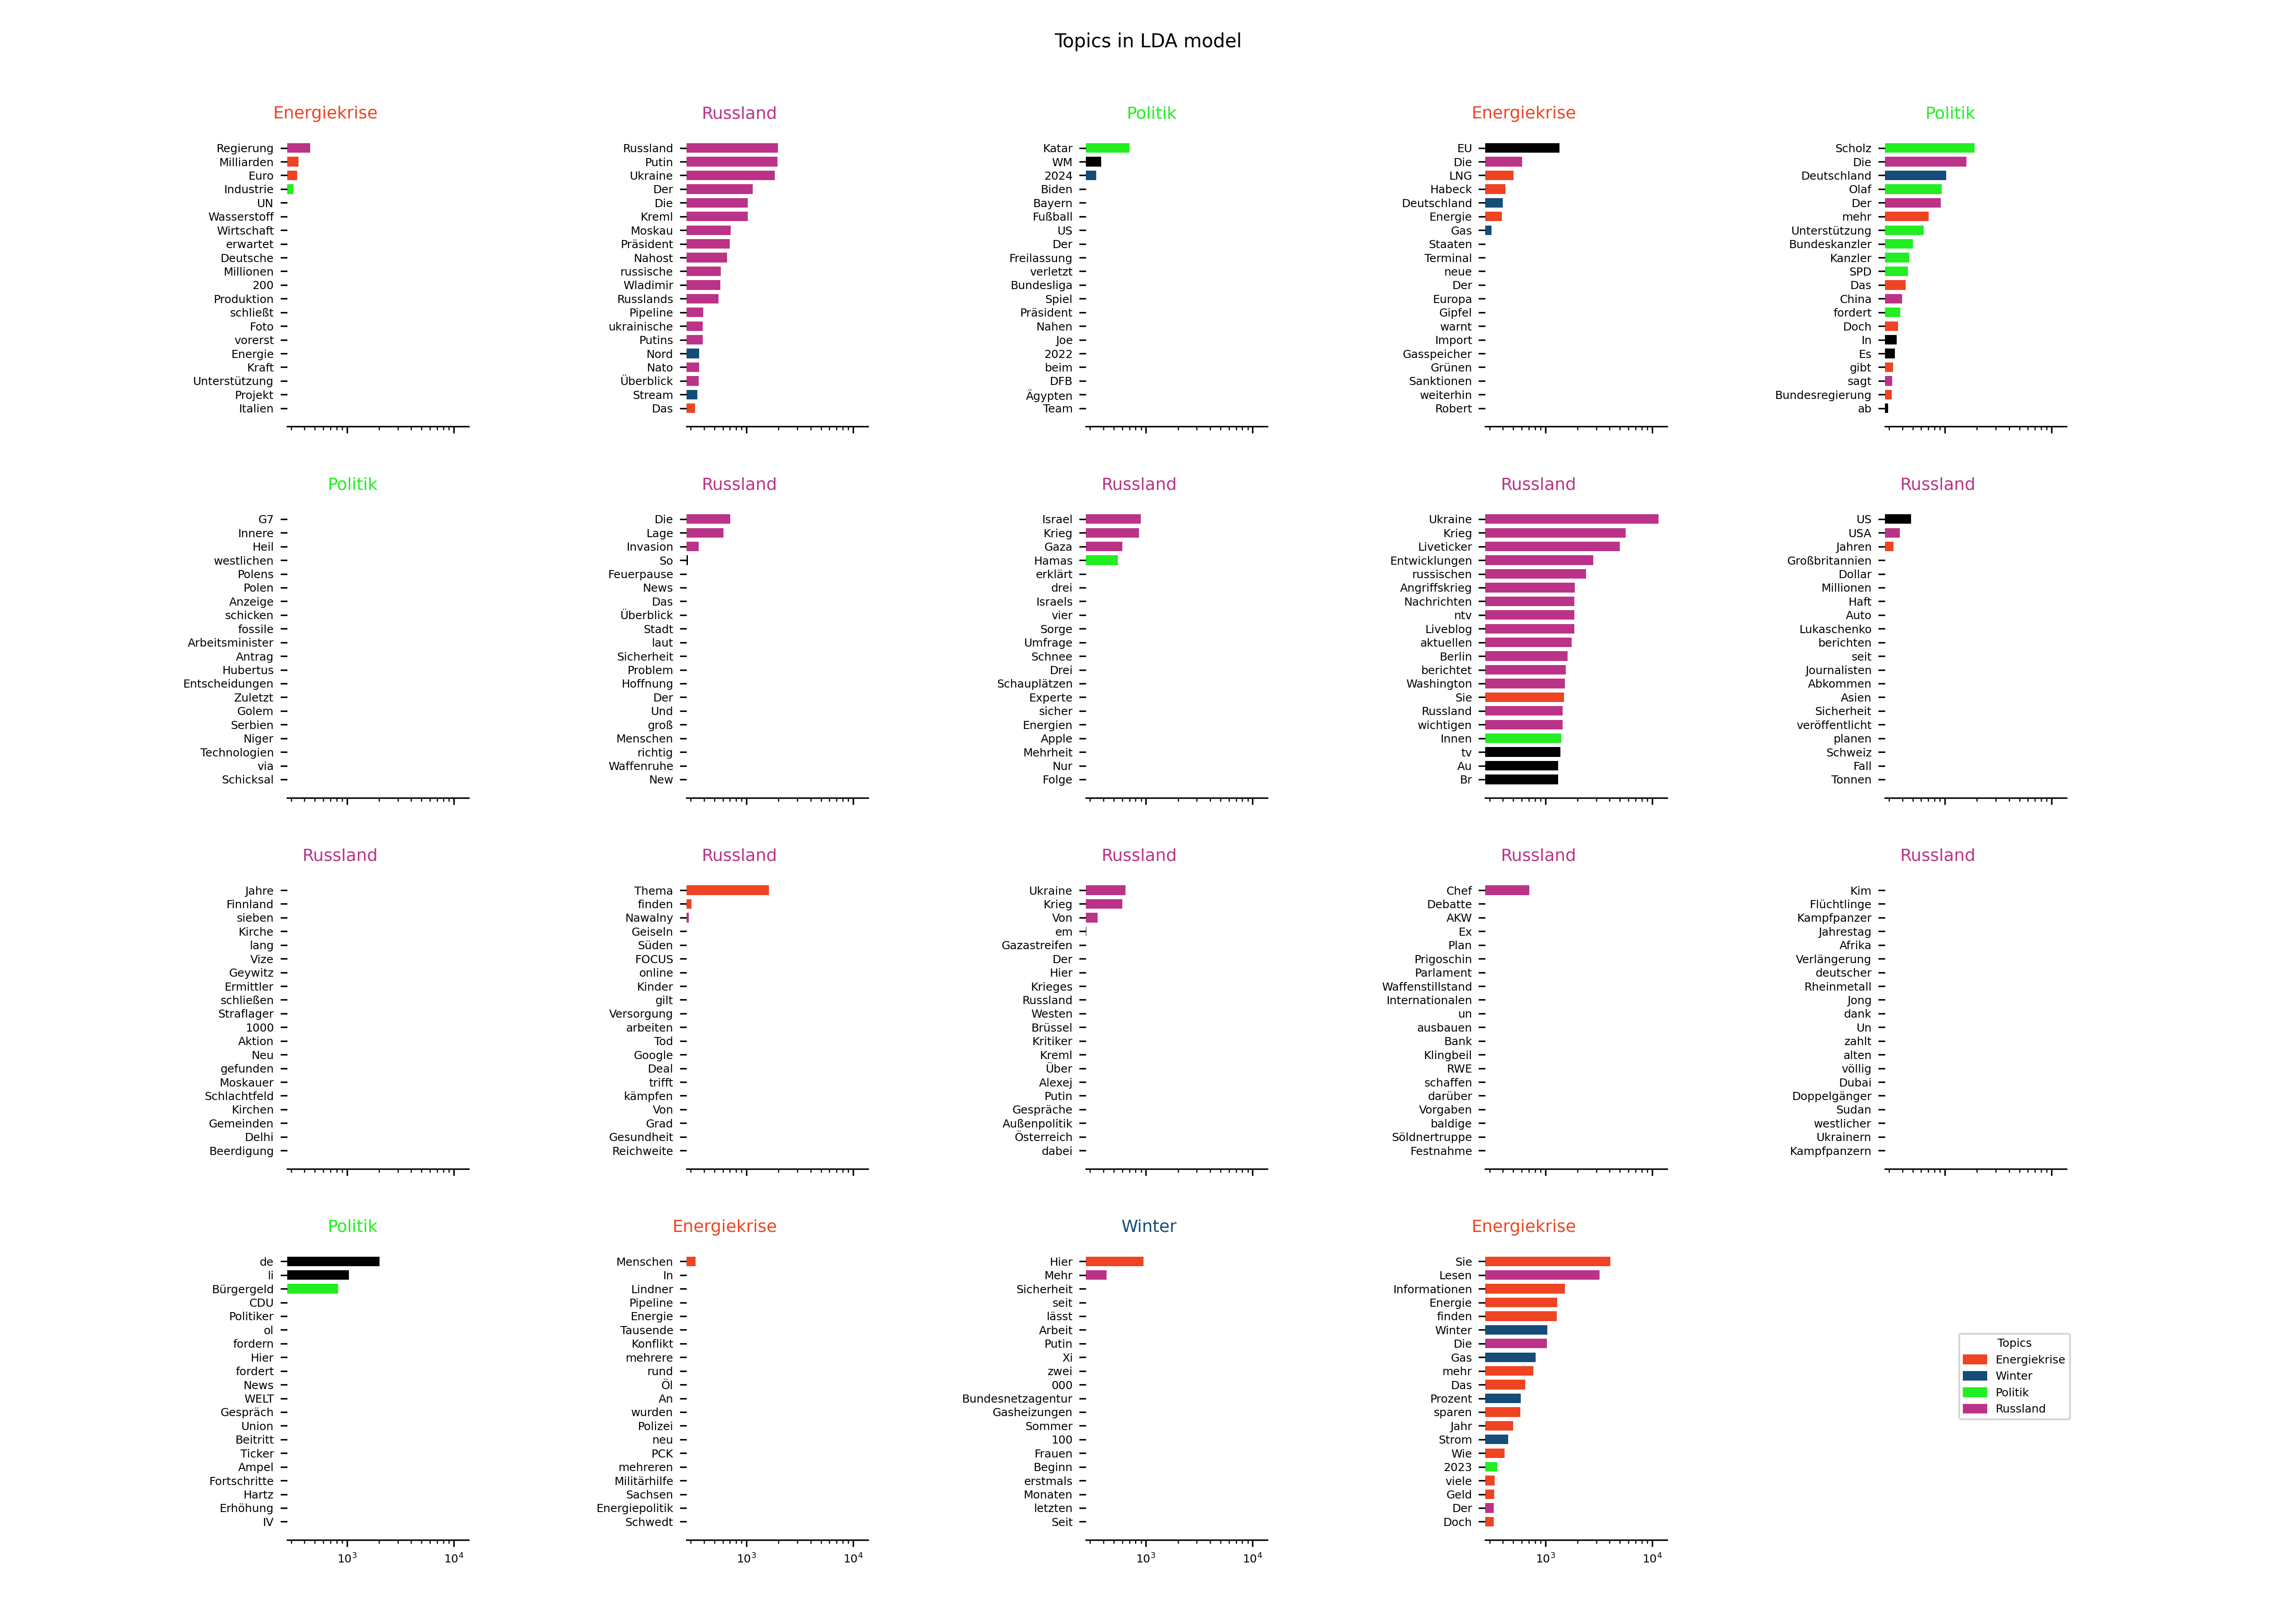 Topics in LDA model
Energiekrise
Regierung
Milliarden
Euro
Industrie
UN
Wasserstoff
Wirtschaft
erwartet
Deutsche
Millionen
200
Produktion
schließt
Foto
vorerst
Energie
Kraft
Unterstützung
Projekt
Italien
Russland
Russland
Putin
Ukraine
Der
Die
Kreml
Moskau
Präsident
Nahost
russische
Wladimir
Russlands
Pipeline
ukrainische
Putins
Nord
Nato
Überblick
Stream
Das
Politik
Katar
WM
2024
Biden
Bayern
Fußball
US
Der
Freilassung
verletzt
Bundesliga
Spiel
Präsident
Nahen
Joe
2022
beim
DFB
Ägypten
Team
Energiekrise
EU
Die
LNG
Habeck
Deutschland
Energie
Gas
Staaten
Terminal
neue
Der
Europa
Gipfel
warnt
Import
Gasspeicher
Grünen
Sanktionen
weiterhin
Robert
Politik
Scholz
Die
Deutschland
Olaf
Der
mehr
Unterstützung
Bundeskanzler
Kanzler
SPD
Das
China
fordert
Doch
In
Es
gibt
sagt
Bundesregierung
ab
Politik
G7
Innere
Heil
westlichen
Polens
Polen
Anzeige
schicken
fossile
Arbeitsminister
Antrag
Hubertus
Entscheidungen
Zuletzt
Golem
Serbien
Niger
Technologien
via
Schicksal
Russland
Die
Lage
Invasion
So
Feuerpause
News
Das
Überblick
Stadt
laut
Sicherheit
Problem
Hoffnung
Der
Und
groß
Menschen
richtig
Waffenruhe
New
Russland
Israel
Krieg
Gaza
Hamas
erklärt
drei
Israels
vier
Sorge
Umfrage
Schnee
Drei
Schauplätzen
Experte
sicher
Energien
Apple
Mehrheit
Nur
Folge
Russland
Ukraine
Krieg
Liveticker
Entwicklungen
russischen
Angriffskrieg
Nachrichten
ntv
Liveblog
aktuellen
Berlin
berichtet
Washington
Sie
Russland
wichtigen
Innen
tv
Au
Br
Russland
US
USA
Jahren
Großbritannien
Dollar
Millionen
Haft
Auto
Lukaschenko
berichten
seit
Journalisten
Abkommen
Asien
Sicherheit
veröffentlicht
planen
Schweiz
Fall
Tonnen
Russland
Jahre
Finnland
sieben
Kirche
lang
Vize
Geywitz
Ermittler
schließen
Straflager
1000
Aktion
Neu
gefunden
Moskauer
Schlachtfeld
Kirchen
Gemeinden
Delhi
Beerdigung
Russland
Thema
finden
Nawalny
Geiseln
Süden
FOCUS
online
Kinder
gilt
Versorgung
arbeiten
Tod
Google
Deal
trifft
kämpfen
Von
Grad
Gesundheit
Reichweite
Russland
Ukraine
Krieg
Von
em
Gazastreifen
Der
Hier
Krieges
Russland
Westen
Brüssel
Kritiker
Kreml
Über
Alexej
Putin
Gespräche
Außenpolitik
Österreich
dabei
Russland
Chef
Debatte
AKW
Ex
Plan
Prigoschin
Parlament
Waffenstillstand
Internationalen
un
ausbauen
Bank
Klingbeil
RWE
schaffen
darüber
Vorgaben
baldige
Söldnertruppe
Festnahme
Russland
Kim
Flüchtlinge
Kampfpanzer
Jahrestag
Afrika
Verlängerung
deutscher
Rheinmetall
Jong
dank
Un
zahlt
alten
völlig
Dubai
Doppelgänger
Sudan
westlicher
Ukrainern
Kampfpanzern
Politik
de
li
Bürgergeld
CDU
Politiker
ol
fordern
Hier
fordert
News
WELT
Gespräch
Union
Beitritt
Ticker
Ampel
Fortschritte
Hartz
Erhöhung
IV
10³ 10⁴
Energiekrise
Menschen
In
Lindner
Pipeline
Energie
Tausende
Konflikt
mehrere
rund
Öl
An
wurden
Polizei
neu
PCK
mehreren
Militärhilfe
Sachsen
Energiepolitik
Schwedt
10³ 10⁴
Winter
Hier
Mehr
Sicherheit
seit
lässt
Arbeit
Putin
Xi
zwei
000
Bundesnetzagentur
Gasheizungen
Sommer
100
Frauen
Beginn
erstmals
Monaten
letzten
Seit
10³ 10⁴
Energiekrise
Sie
Lesen
Informationen
Energie
finden
Winter
Die
Gas
mehr
Das
Prozent
sparen
Jahr
Strom
Wie
2023
viele
Geld
Der
Doch
10³ 10⁴
Topics
Energiekrise
Winter
Politik
Russland